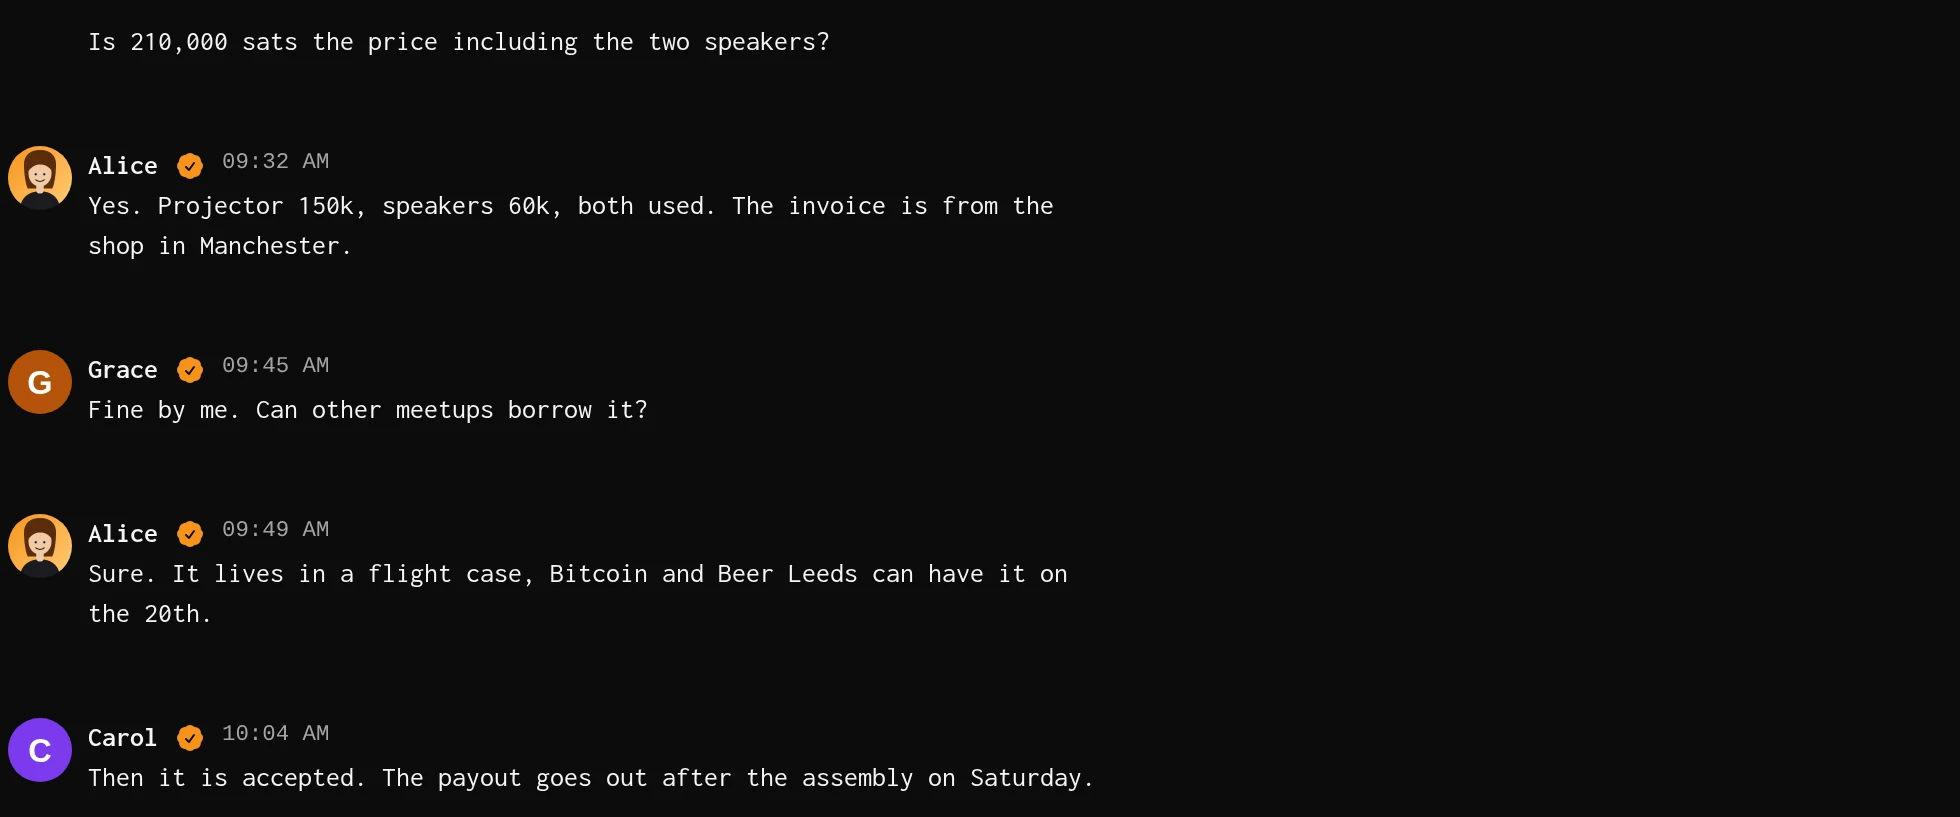 Is 210,000 sats the price including the two speakers?
Alice 09:32 AM
Yes. Projector 150k, speakers 60k, both used. The invoice is from the
shop in Manchester.
G
Grace 09:45 AM
Fine by me. Can other meetups borrow it?
Alice 09:49 AM
Sure. It lives in a flight case, Bitcoin and Beer Leeds can have it on
the 20th.
C
Carol 10:04 AM
Then it is accepted. The payout goes out after the assembly on Saturday.